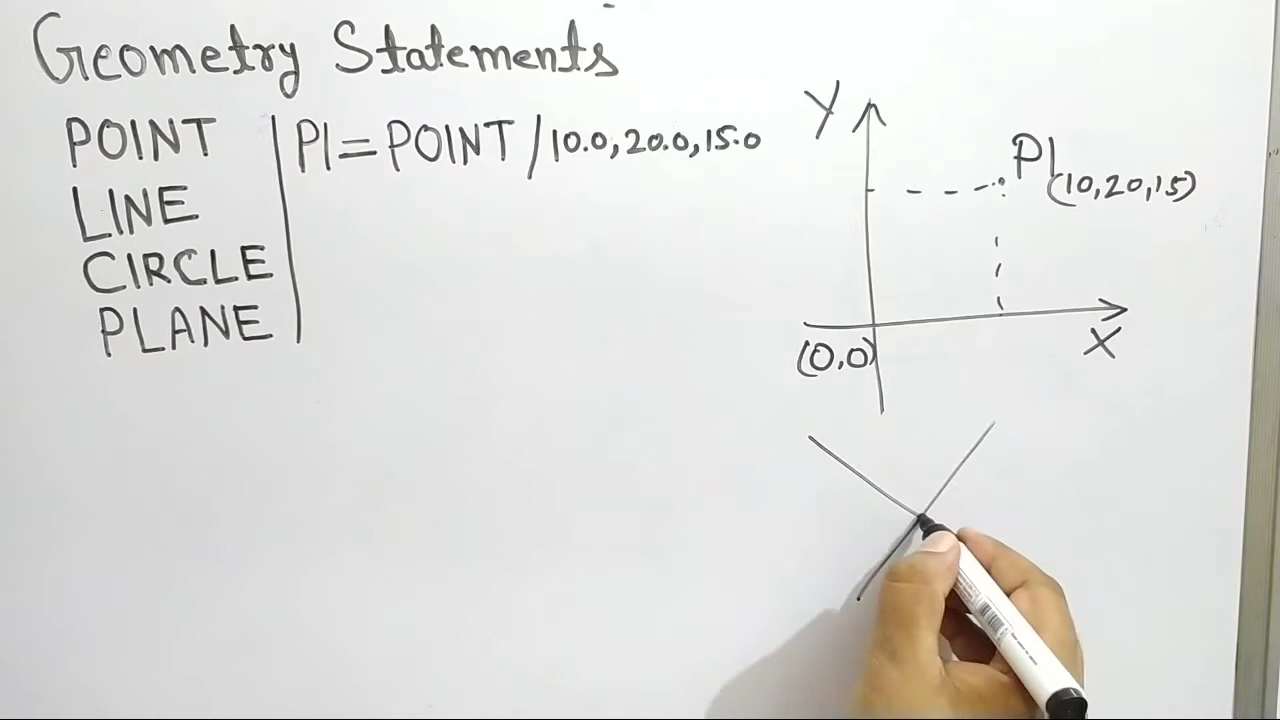 Geometry Statements
POINT
LINE
CIRCLE
PLANE
P1=POINT/10.0,20.0,15.0
Y
P1
(10,20,15)
X
(0,0)